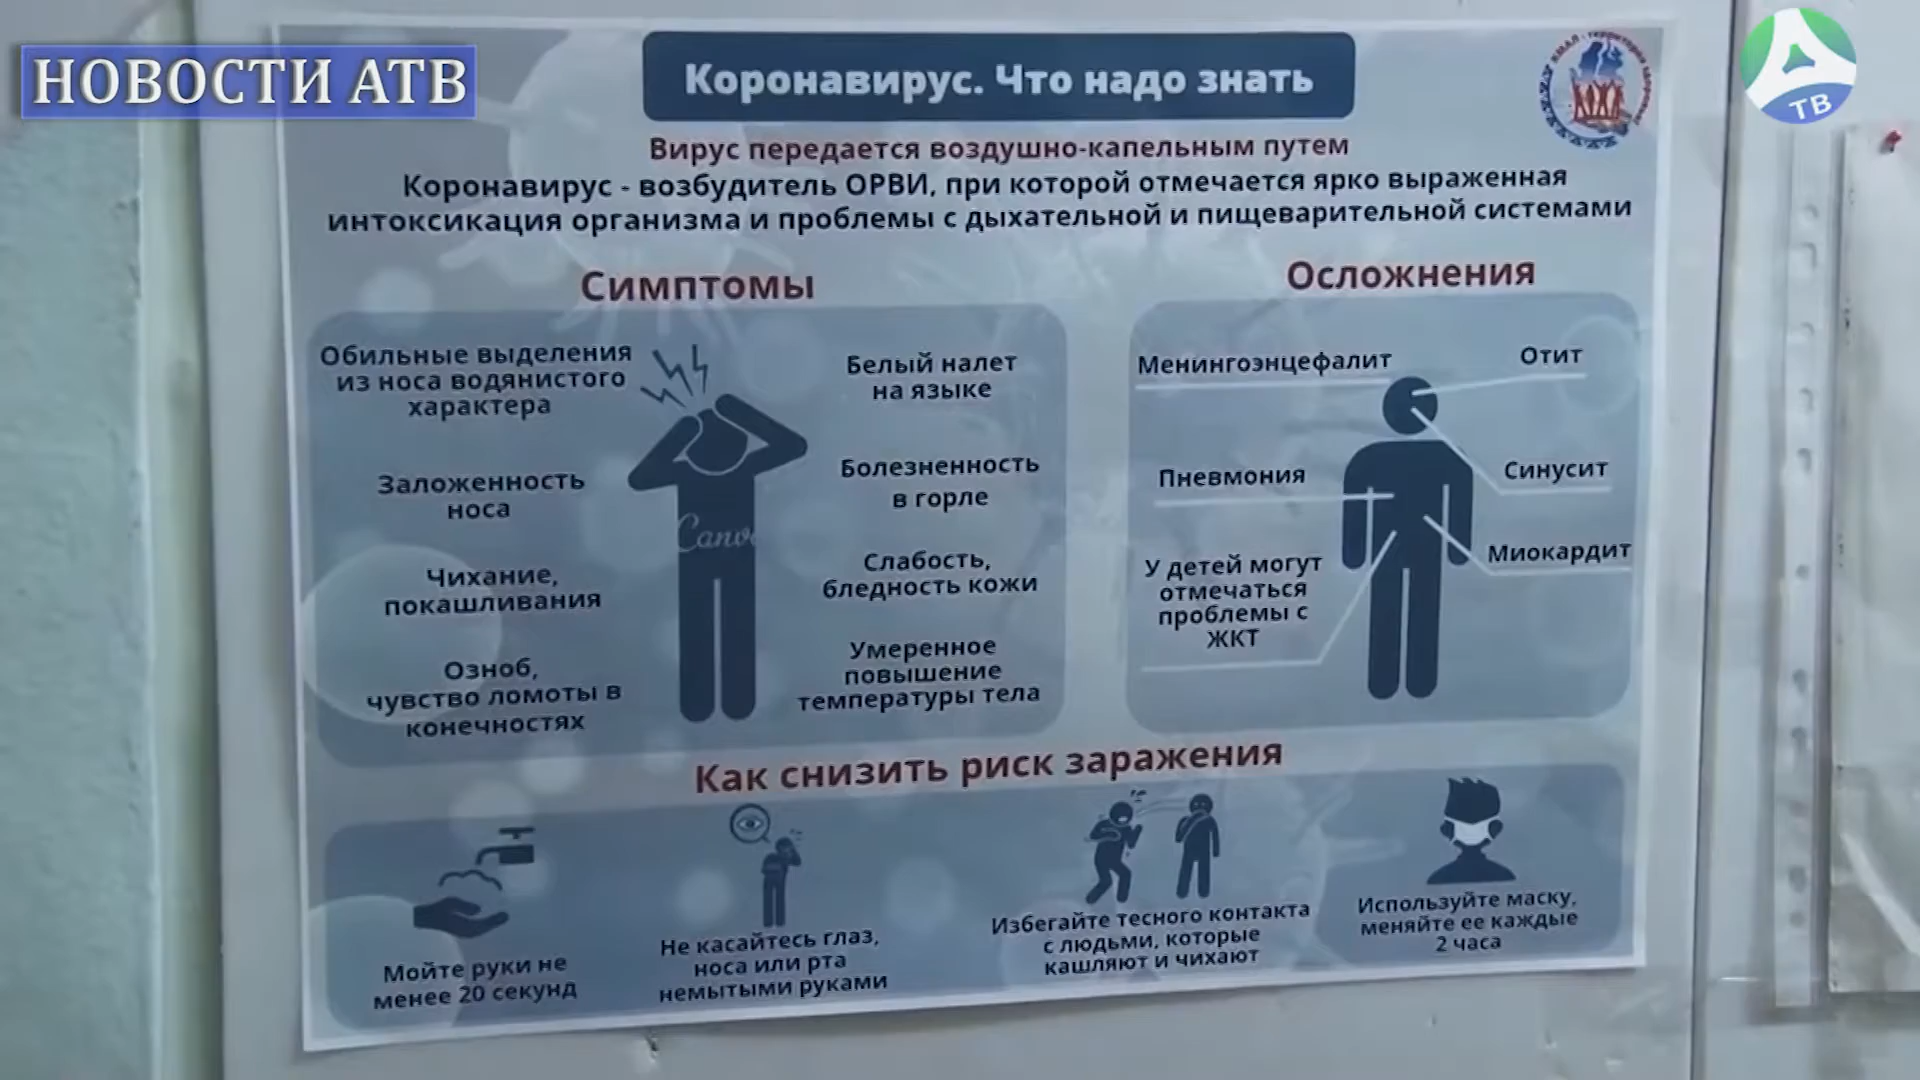 НОВОСТИ АТВ
ТВ
Коронавирус. Что надо знать
Вирус передается воздушно-капельным путем
Коронавирус - возбудитель ОРВИ, при которой отмечается ярко выраженная
интоксикация организма и проблемы с дыхательной и пищеварительной системами
Симптомы
Обильные выделения
из носа водянистого
характера
Заложенность
носа
Чихание,
покашливания
Озноб,
чувство ломоты в
конечностях
Canva
Белый налет
на языке
Болезненность
в горле
Слабость,
бледность кожи
Умеренное
повышение
температуры тела
Осложнения
Менингоэнцефалит
Отит
Пневмония
Синусит
У детей могут
отмечаться
проблемы с
ЖКТ
Миокардит
Как снизить риск заражения
Мойте руки не
менее 20 секунд
Не касайтесь глаз,
носа или рта
немытыми руками
Избегайте тесного контакта
с людьми, которые
кашляют и чихают
Используйте маску,
меняйте ее каждые
2 часа